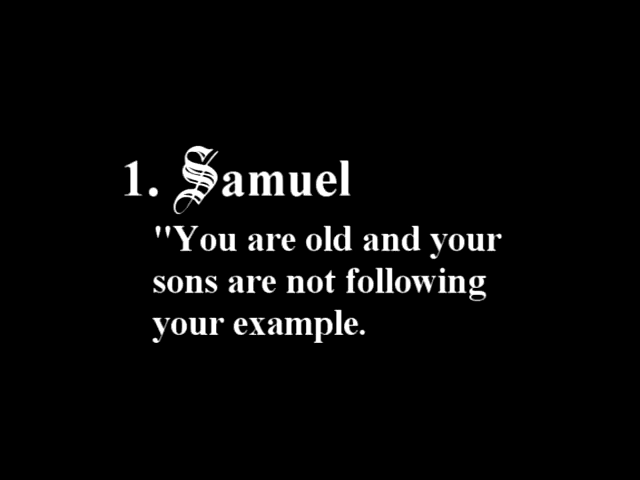 1. Samuel
"You are old and your
sons are not following
your example.